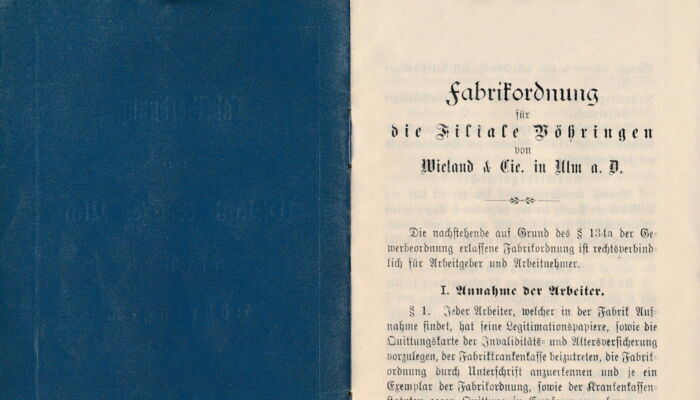 Fabrikordnung
für
die Filiale Vöhringen
von
Wieland & Cie. in Ulm a. D.
Die nachstehende auf Grund des § 134a der Ge-
werbeordnung erlassene Fabrikordnung ist rechtsverbind-
lich für Arbeitgeber und Arbeitnehmer.
I. Annahme der Arbeiter.
§ 1. Jeder Arbeiter, welcher in der Fabrik Auf-
nahme findet, hat seine Legitimationspapiere, sowie die
Quittungskarte der Invaliditäts- und Altersversicherung
vorzulegen, der Fabrikkrankenkasse beizutreten, die Fabrik-
ordnung durch Unterschrift anzuerkennen und je ein
Exemplar der Fabrikordnung, sowie der Krankenkassen-